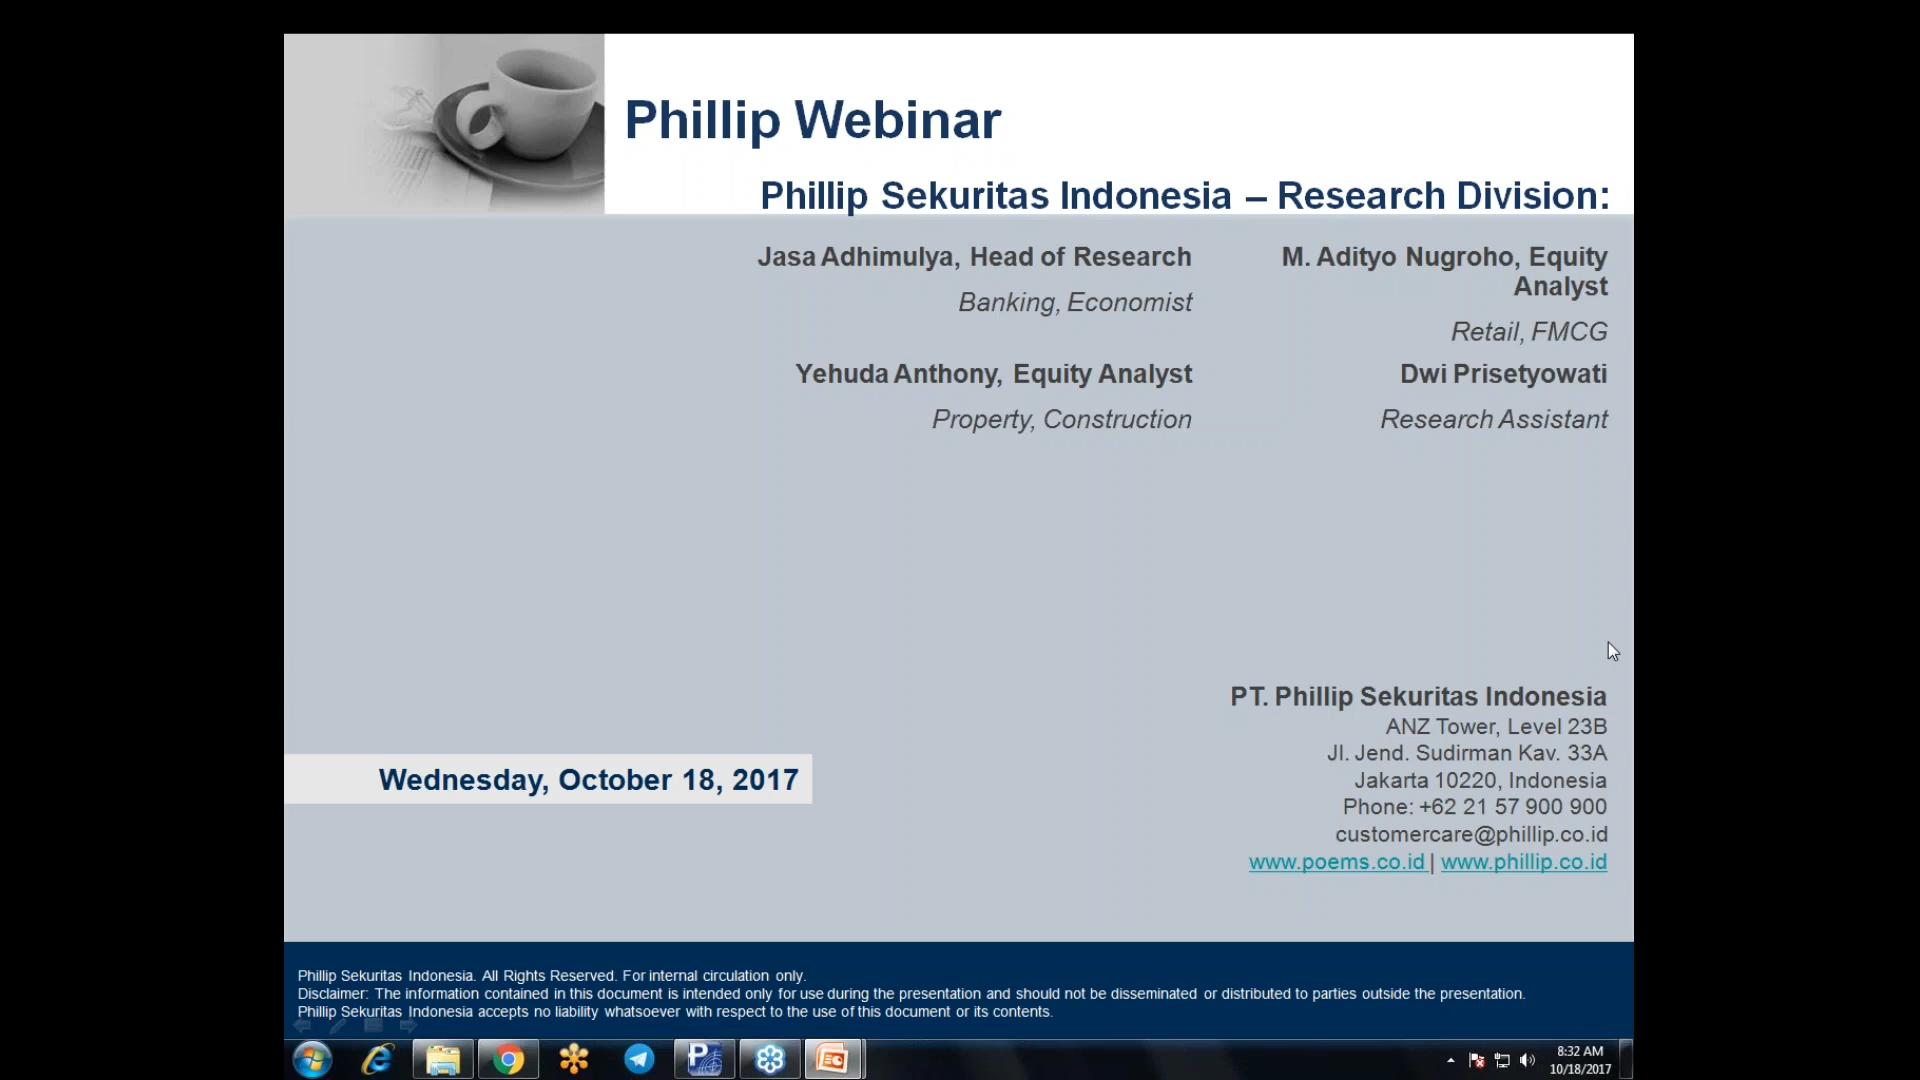 Phillip Webinar
Phillip Sekuritas Indonesia – Research Division:
Jasa Adhimulya, Head of Research
Banking, Economist
M. Adityo Nugroho, Equity
Analyst
Retail, FMCG
Yehuda Anthony, Equity Analyst
Property, Construction
Dwi Prisetyowati
Research Assistant
PT. Phillip Sekuritas Indonesia
ANZ Tower, Level 23B
Jl. Jend. Sudirman Kav. 33A
Jakarta 10220, Indonesia
Phone: +62 21 57 900 900
customercare@phillip.co.id
www.poems.co.id | www.phillip.co.id
Wednesday, October 18, 2017
Phillip Sekuritas Indonesia. All Rights Reserved. For internal circulation only.
Disclaimer: The information contained in this document is intended only for use during the presentation and should not be disseminated or distributed to parties outside the presentation.
Phillip Sekuritas Indonesia accepts no liability whatsoever with respect to the use of this document or its contents.
8:32 AM
10/18/2017